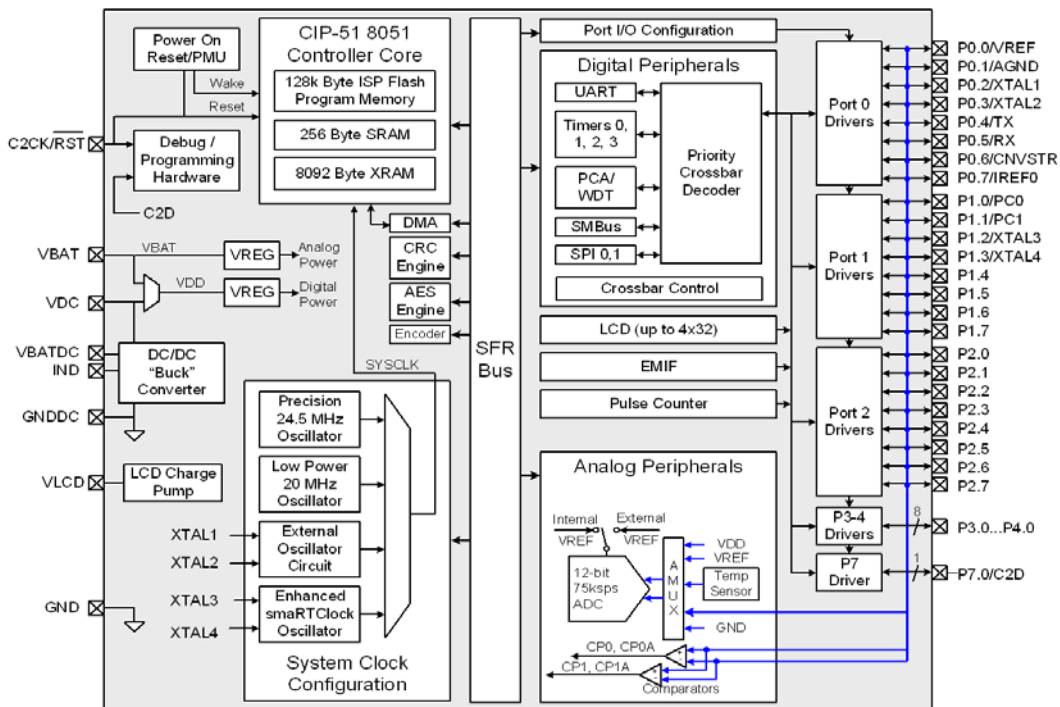 Power On
Reset/PMU
Wake
Reset
C2CK/RST
Debug /
Programming
Hardware
C2D
VBAT
VBAT
VREG
Analog
Power
VDC
VDD
VREG
Digital
Power
VBATDC
IND
DC/DC
"Buck"
Converter
GNDDC
VLCD
LCD Charge
Pump
XTAL1
XTAL2
XTAL3
XTAL4
GND
CIP-51 8051
Controller Core
128k Byte ISP Flash
Program Memory
256 Byte SRAM
8092 Byte XRAM
DMA
CRC
Engine
AES
Engine
Encoder
SYSCLK
Precision
24.5 MHz
Oscillator
Low Power
20 MHz
Oscillator
External
Oscillator
Circuit
Enhanced
smaRTClock
Oscillator
System Clock
Configuration
SFR
Bus
Port I/O Configuration
Digital Peripherals
UART
Timers 0,
1, 2, 3
PCA/
WDT
SMBus
SPI 0,1
Priority
Crossbar
Decoder
Crossbar Control
LCD (up to 4x32)
EMIF
Pulse Counter
Analog Peripherals
Internal
VREF
External
VREF
12-bit
75ksps
ADC
A
M
U
X
VDD
VREF
Temp
Sensor
GND
CP0, CP0A
CP1, CP1A
+
-
+
-
Comparators
Port 0
Drivers
Port 1
Drivers
Port 2
Drivers
P3-4
Drivers
P7
Driver
8
1
P0.0/VREF
P0.1/AGND
P0.2/XTAL1
P0.3/XTAL2
P0.4/TX
P0.5/RX
P0.6/CNVSTR
P0.7/IREF0
P1.0/PC0
P1.1/PC1
P1.2/XTAL3
P1.3/XTAL4
P1.4
P1.5
P1.6
P1.7
P2.0
P2.1
P2.2
P2.3
P2.4
P2.5
P2.6
P2.7
P3.0...P4.0
P7.0/C2D